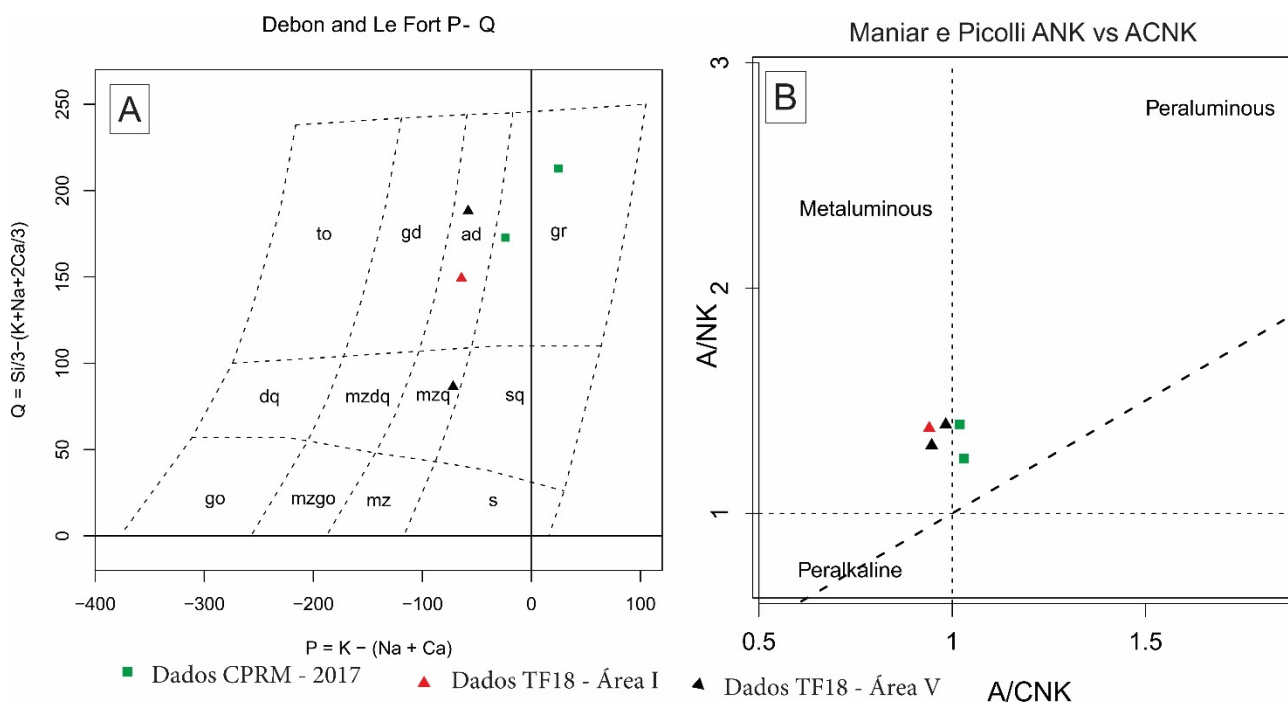 Debon and Le Fort P- Q
A
Q = Si/3−(K+Na+2Ca/3)
250
200
150
100
50
0
to
gd
ad
gr
dq
mzdq
mzq
sq
go
mzgo
mz
s
−400
−300
−200
−100
0
100
P = K − (Na + Ca)
Maniar e Picolli ANK vs ACNK
B
A/NK
3
2
1
Peraluminous
Metaluminous
Peralkaline
0.5
1
1.5
A/CNK
Dados CPRM - 2017
Dados TF18 - Área I
Dados TF18 - Área V